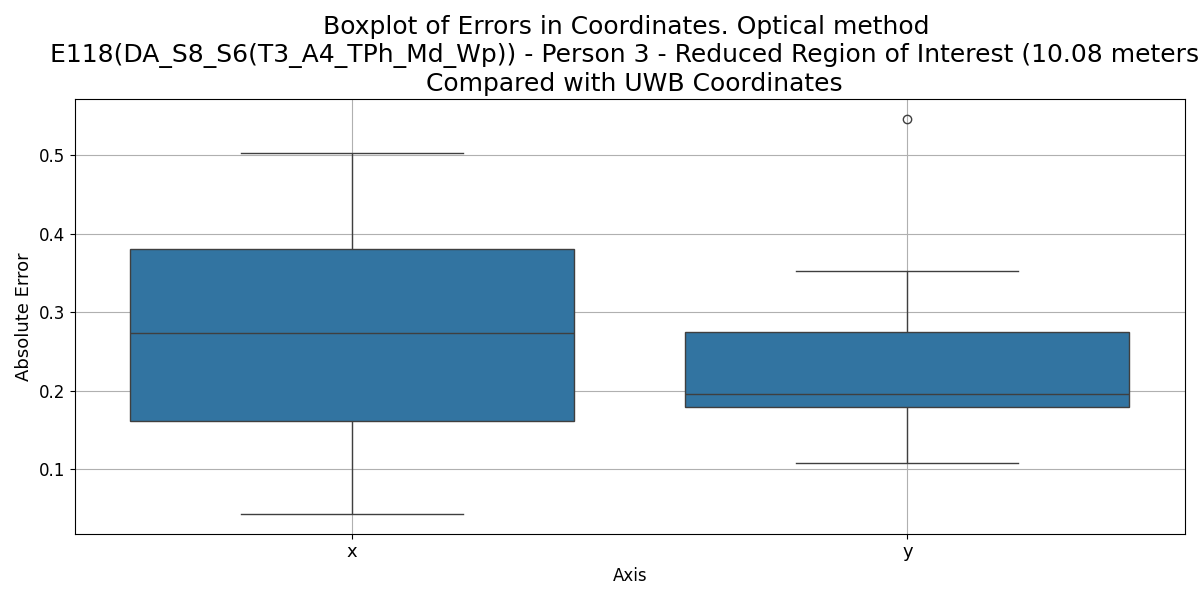 Boxplot of Errors in Coordinates. Optical method
E118(DA_S8_S6(T3_A4_TPh_Md_Wp)) - Person 3 - Reduced Region of Interest (10.08 meters
Compared with UWB Coordinates
Absolute Error
0.5
0.4
0.3
0.2
0.1
x
y
Axis